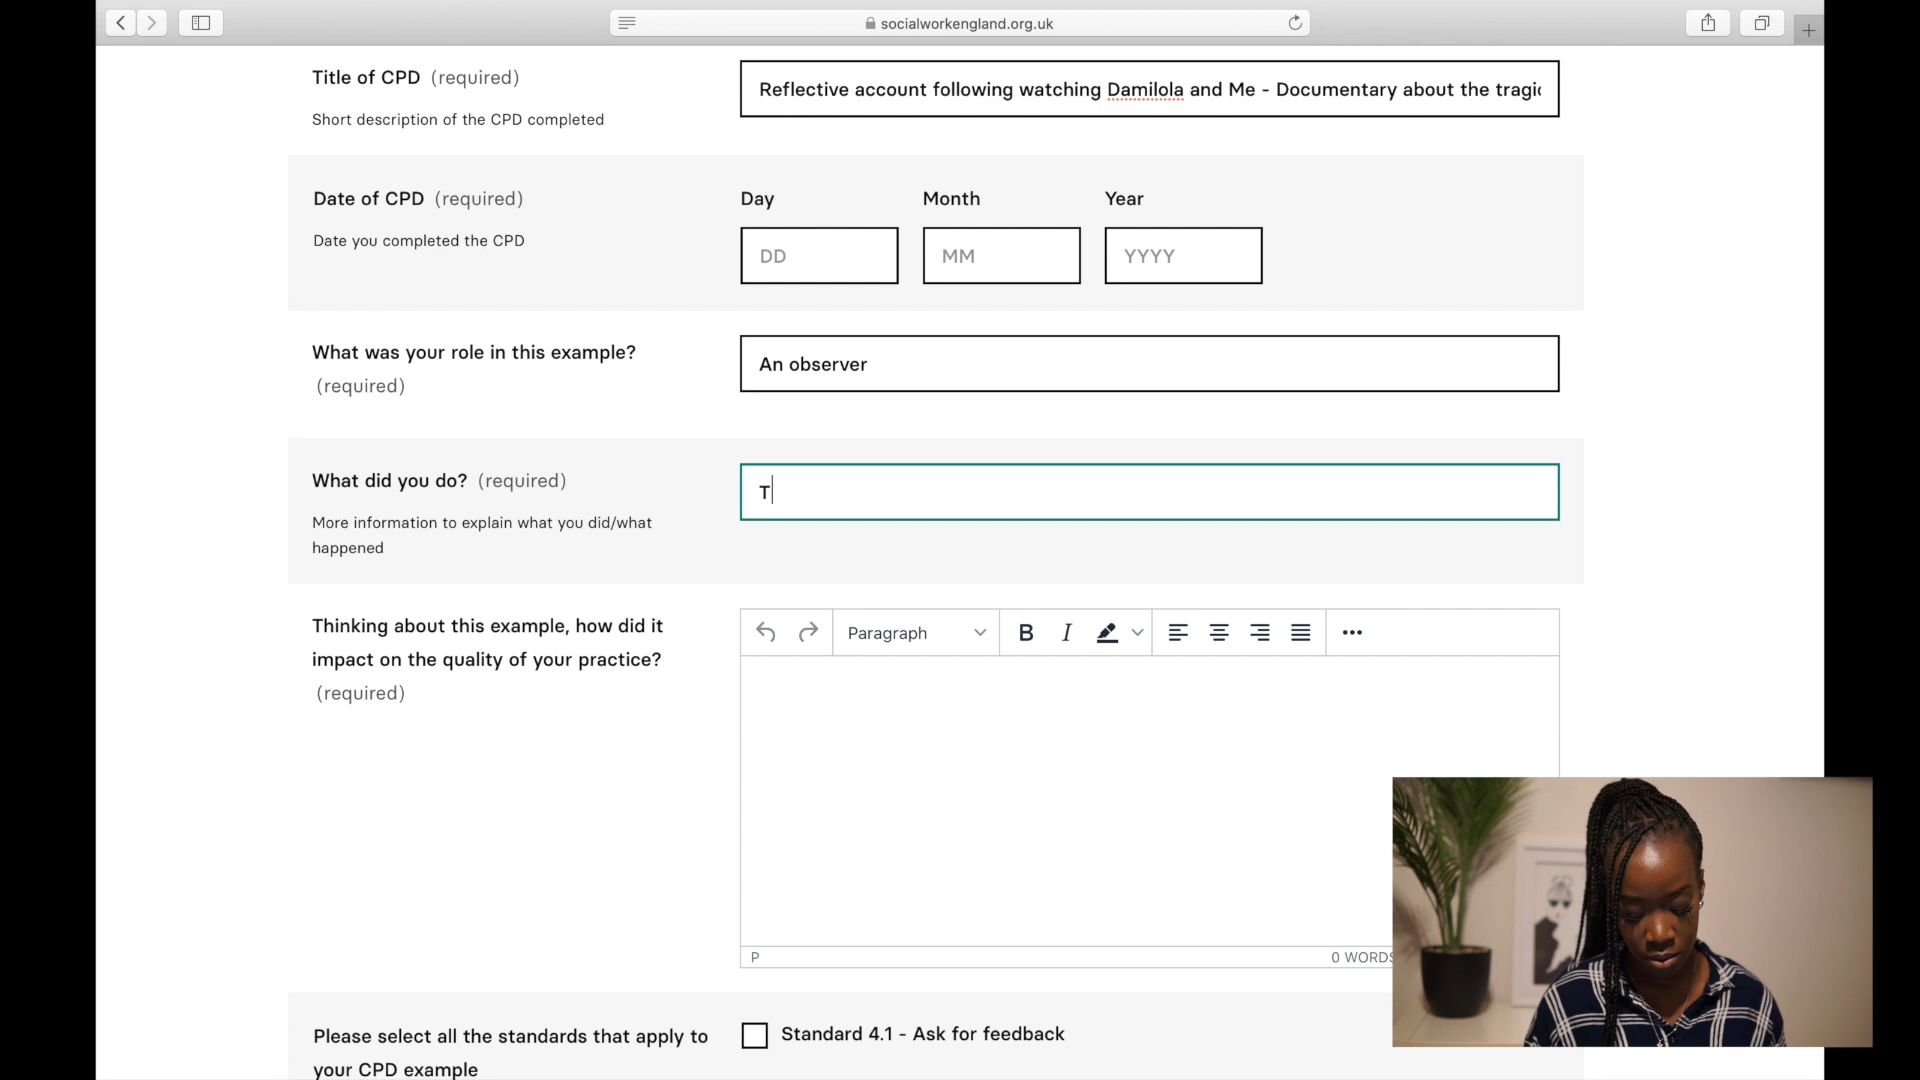 socialworkengland.org.uk
Title of CPD (required)
Reflective account following watching Damilola and Me - Documentary about the tragic
Short description of the CPD completed
Date of CPD (required)
Day
Month
Year
Date you completed the CPD
DD
MM
YYYY
What was your role in this example?
(required)
An observer
What did you do? (required)
T
More information to explain what you did/what
happened
Thinking about this example, how did it
impact on the quality of your practice?
(required)
Paragraph
B I
P
0 WORDS
Please select all the standards that apply to
your CPD example
Standard 4.1 - Ask for feedback